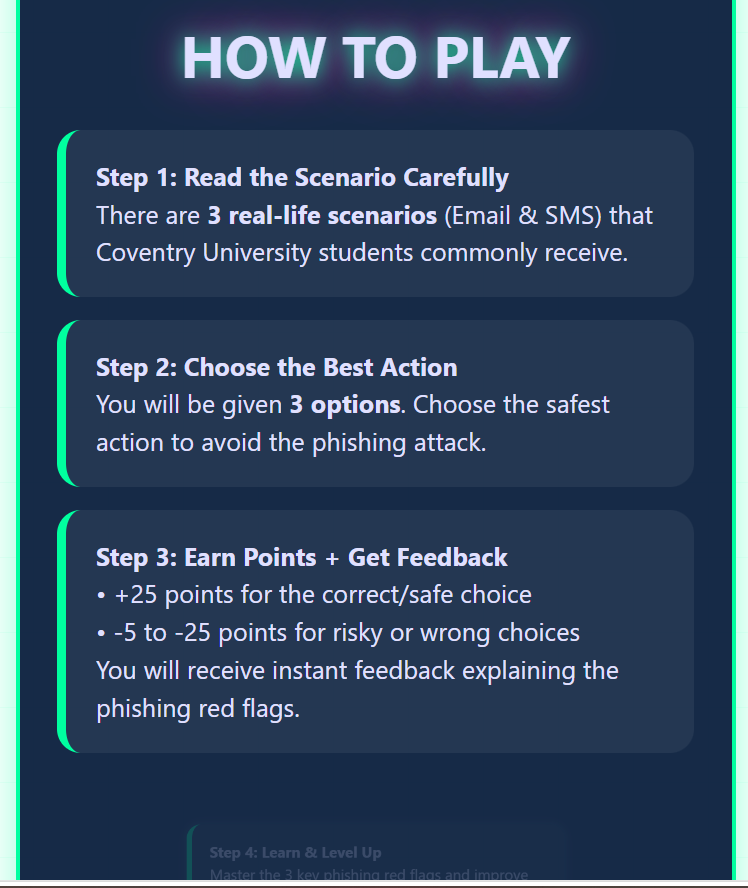 HOW TO PLAY
Step 1: Read the Scenario Carefully
There are 3 real-life scenarios (Email & SMS) that
Coventry University students commonly receive.
Step 2: Choose the Best Action
You will be given 3 options. Choose the safest
action to avoid the phishing attack.
Step 3: Earn Points + Get Feedback
• +25 points for the correct/safe choice
• -5 to -25 points for risky or wrong choices
You will receive instant feedback explaining the
phishing red flags.
Step 4: Learn & Level Up
Master the 3 key phishing red flags and improve